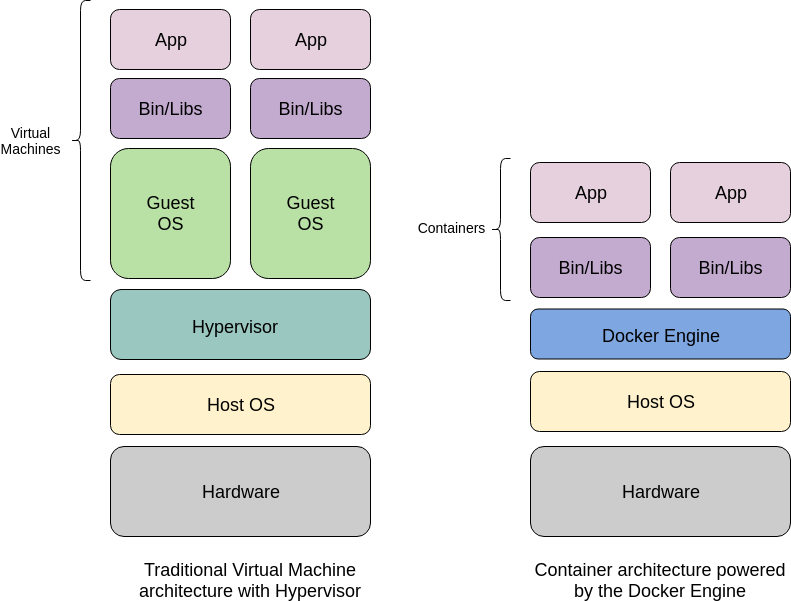 App
App
Bin/Libs
Bin/Libs
Virtual
Machines
Guest
OS
Guest
OS
Hypervisor
Host OS
Hardware
Traditional Virtual Machine
architecture with Hypervisor
App
App
Containers
Bin/Libs
Bin/Libs
Docker Engine
Host OS
Hardware
Container architecture powered
by the Docker Engine